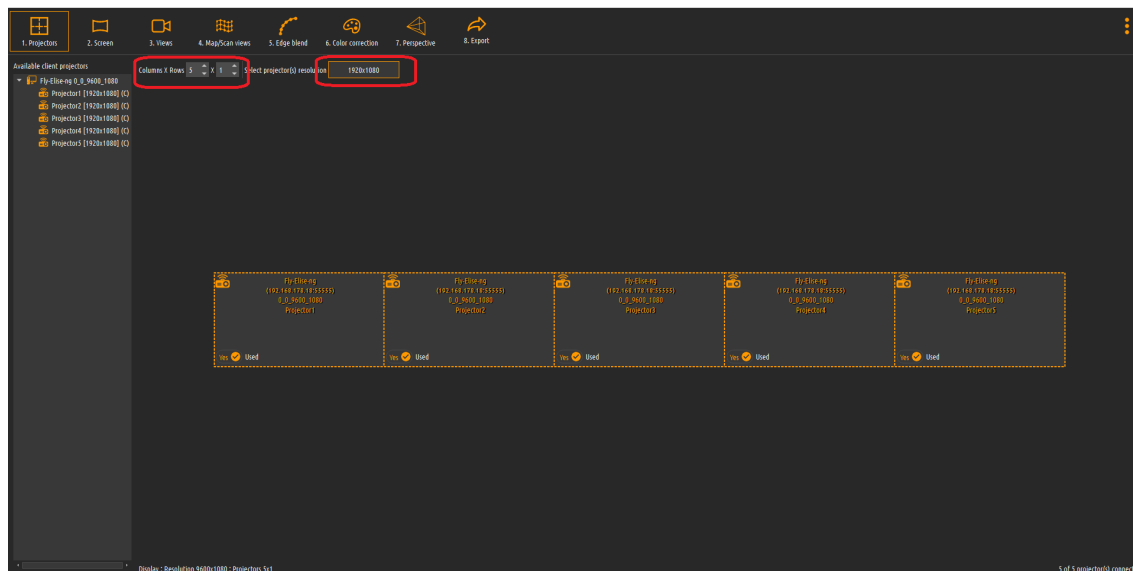 1. Projectors
2. Screen
3. Views
4. Map/Scan views
5. Edge blend
6. Color correction
7. Perspective
8. Export
Available client projectors
Fly-Elise-ng 0_0_9600_1080
Projector1 [1920x1080] (C)
Projector2 [1920x1080] (C)
Projector3 [1920x1080] (C)
Projector4 [1920x1080] (C)
Projector5 [1920x1080] (C)
Columns X Rows 5 X 1 Select projector(s) resolution 1920x1080
Fly-Elise-ng
(192.168.178.18:55555)
0_0_9600_1080
Projector1
Yes Used
Fly-Elise-ng
(192.168.178.18:55555)
0_0_9600_1080
Projector2
Yes Used
Fly-Elise-ng
(192.168.178.18:55555)
0_0_9600_1080
Projector3
Yes Used
Fly-Elise-ng
(192.168.178.18:55555)
0_0_9600_1080
Projector4
Yes Used
Fly-Elise-ng
(192.168.178.18:55555)
0_0_9600_1080
Projector5
Yes Used
Display : Resolution 9600x1080 : Projectors 5x1
5 of 5 projector(s) connect